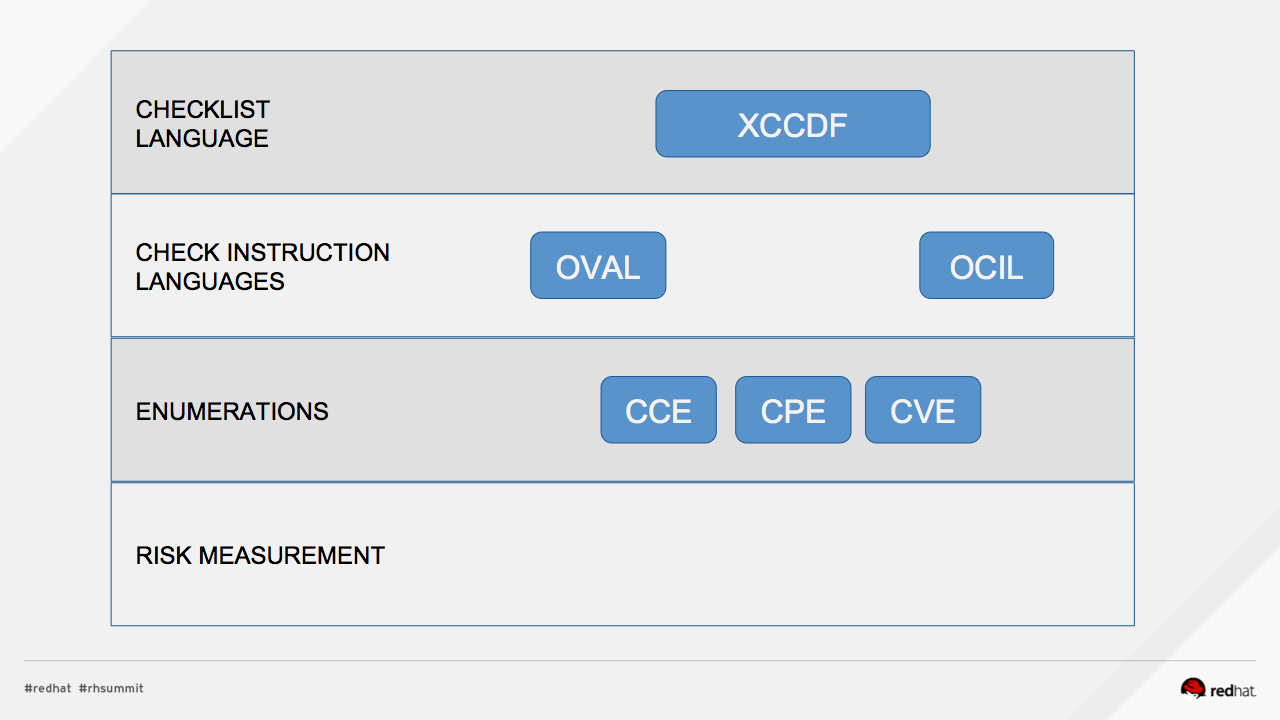 CHECKLIST
LANGUAGE
XCCDF
CHECK INSTRUCTION
LANGUAGES
OVAL
OCIL
ENUMERATIONS
CCE
CPE
CVE
RISK MEASUREMENT
#redhat #rhsummit
redhat.